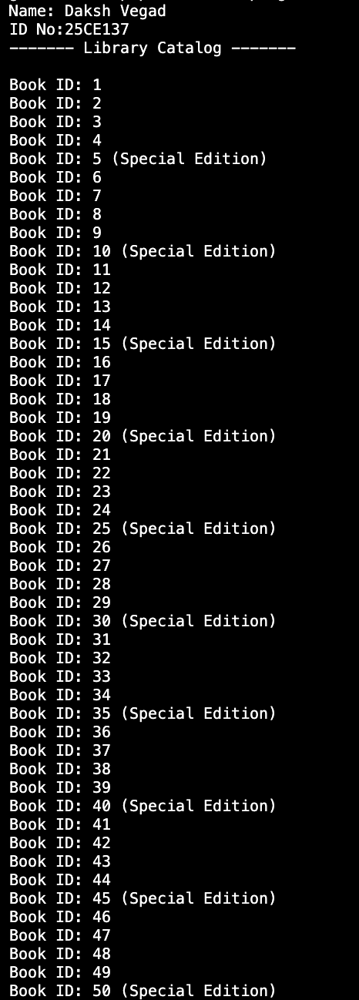 Name: Daksh Vegad
ID No:25CE137
------- Library Catalog -------
Book ID: 1
Book ID: 2
Book ID: 3
Book ID: 4
Book ID: 5 (Special Edition)
Book ID: 6
Book ID: 7
Book ID: 8
Book ID: 9
Book ID: 10 (Special Edition)
Book ID: 11
Book ID: 12
Book ID: 13
Book ID: 14
Book ID: 15 (Special Edition)
Book ID: 16
Book ID: 17
Book ID: 18
Book ID: 19
Book ID: 20 (Special Edition)
Book ID: 21
Book ID: 22
Book ID: 23
Book ID: 24
Book ID: 25 (Special Edition)
Book ID: 26
Book ID: 27
Book ID: 28
Book ID: 29
Book ID: 30 (Special Edition)
Book ID: 31
Book ID: 32
Book ID: 33
Book ID: 34
Book ID: 35 (Special Edition)
Book ID: 36
Book ID: 37
Book ID: 38
Book ID: 39
Book ID: 40 (Special Edition)
Book ID: 41
Book ID: 42
Book ID: 43
Book ID: 44
Book ID: 45 (Special Edition)
Book ID: 46
Book ID: 47
Book ID: 48
Book ID: 49
Book ID: 50 (Special Edition)